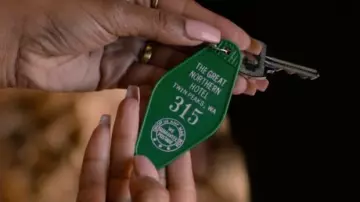 THE GREAT
NORTHERN
HOTEL
TWIN PEAKS, WA
315